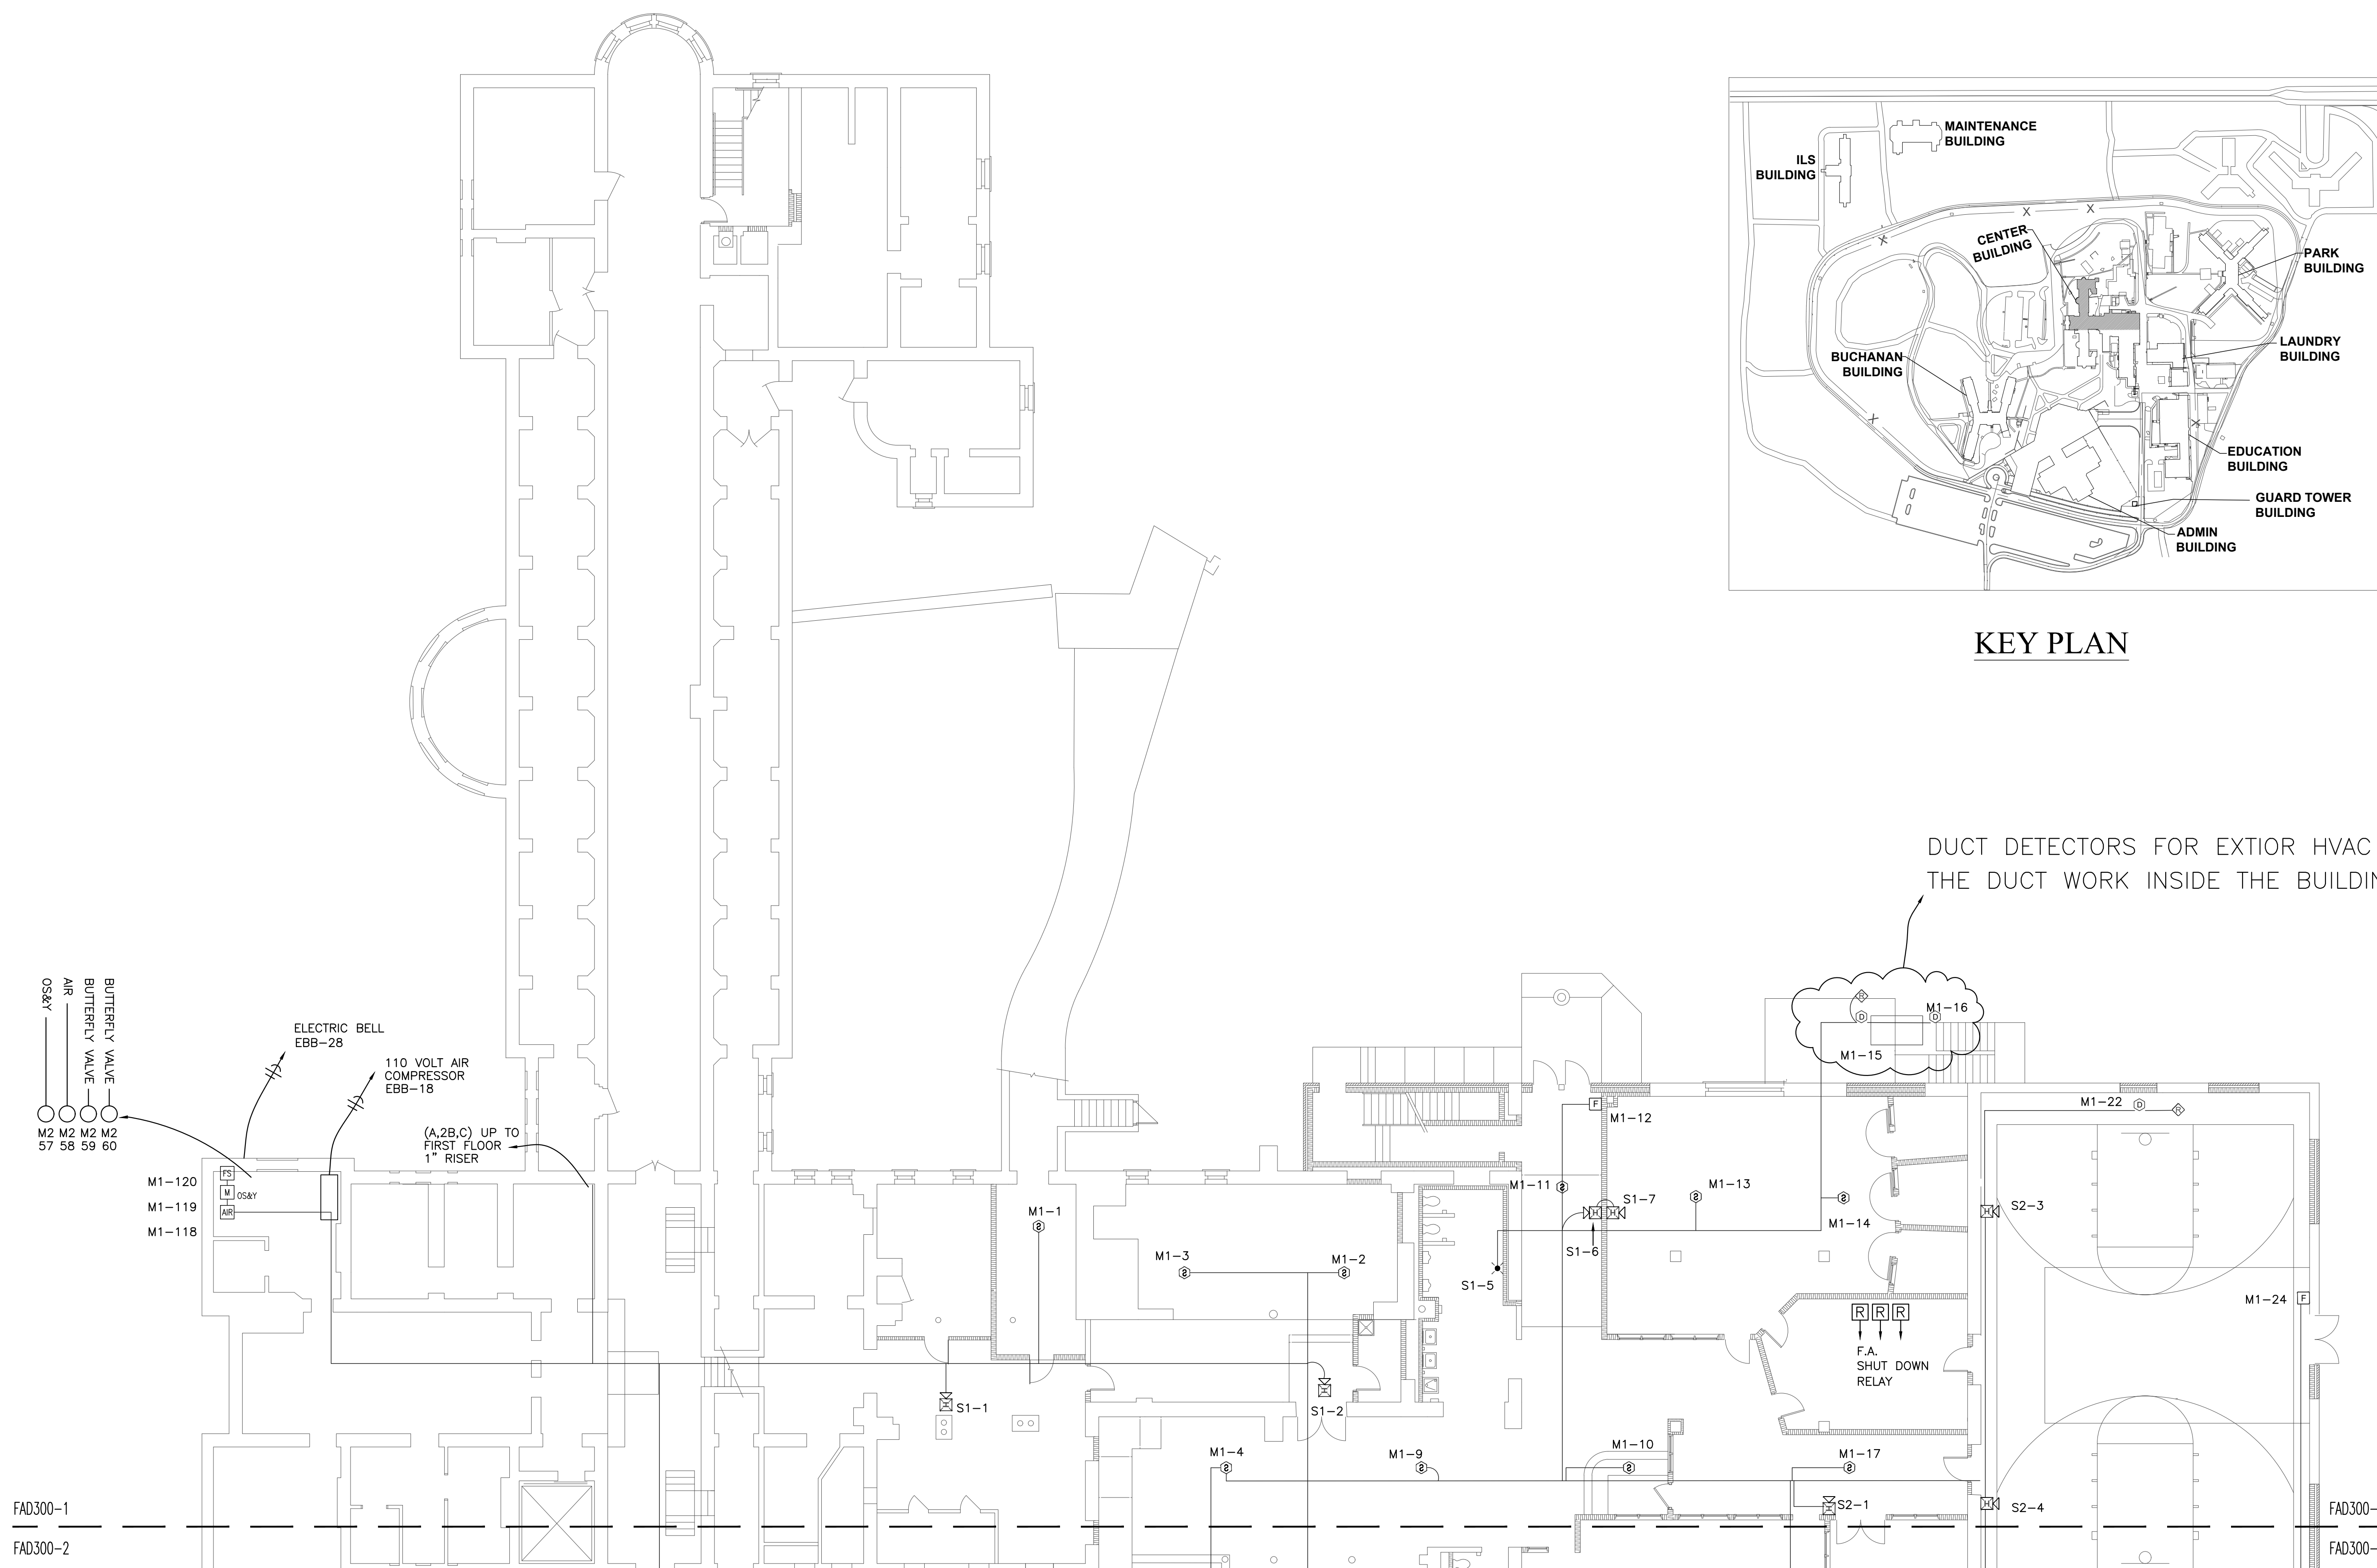 MAINTENANCE
BUILDING
ILS
BUILDING
X
X
X
CENTER
BUILDING
PARK
BUILDING
LAUNDRY
BUILDING
BUCHANAN
BUILDING
X
X
EDUCATION
BUILDING
GUARD TOWER
BUILDING
ADMIN
BUILDING
KEY PLAN
DUCT DETECTORS FOR EXTIOR HVAC
THE DUCT WORK INSIDE THE BUILDIN
OS&Y
AIR
BUTTERFLY VALVE
BUTTERFLY VALVE
M2 M2 M2 M2
57 58 59 60
ELECTRIC BELL
EBB-28
110 VOLT AIR
COMPRESSOR
EBB-18
(A,2B,C) UP TO
FIRST FLOOR
1" RISER
R
D
M1-16
D
M1-15
M1-22 D R
F
M1-12
M1-120 FS
M1-119 M OS&Y
AIR
M1-118
M1-1
S
M1-3 S
M1-2 S
M1-11 S
S1-7
H H
S1-6
S1-5
M1-13
S
S
M1-14
H S2-3
M1-24 F
R R R
F.A.
SHUT DOWN
RELAY
H S1-1
H
S1-2
M1-4
S
M1-9
S
M1-10
S
M1-17
S
H S2-1
H S2-4
FAD300-1
FAD300-
FAD300-2
FAD300-